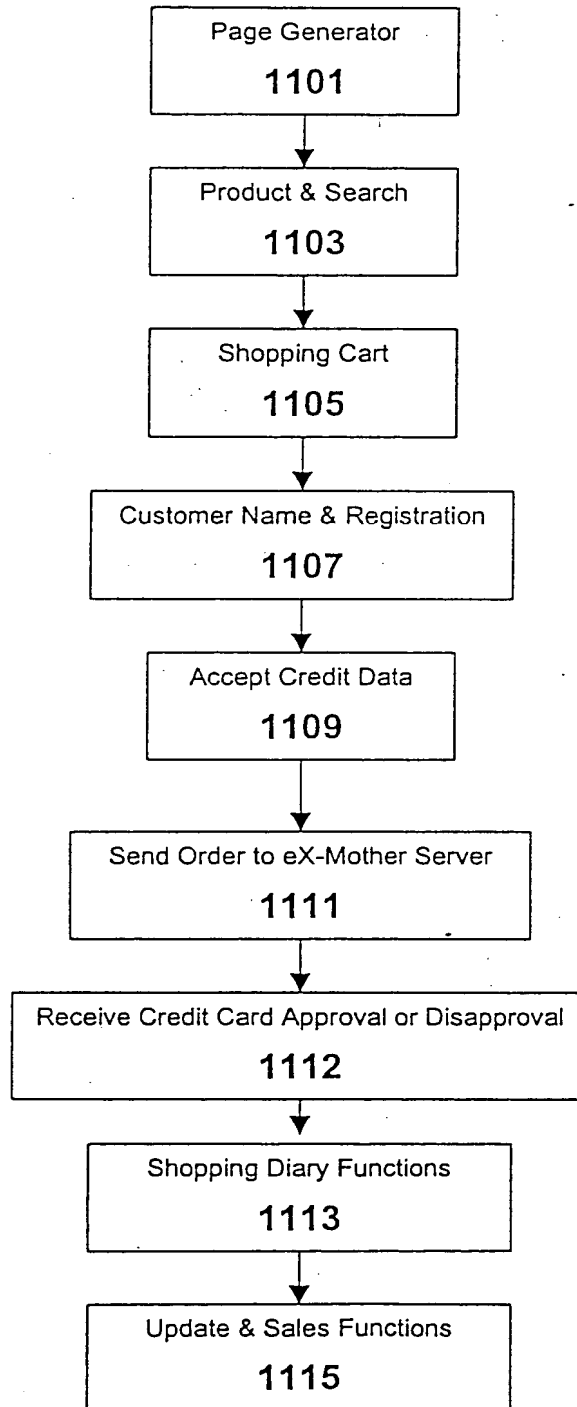 Page Generator
1101
Product & Search
1103
Shopping Cart
1105
Customer Name & Registration
1107
Accept Credit Data
1109
Send Order to eX-Mother Server
1111
Receive Credit Card Approval or Disapproval
1112
Shopping Diary Functions
1113
Update & Sales Functions
1115